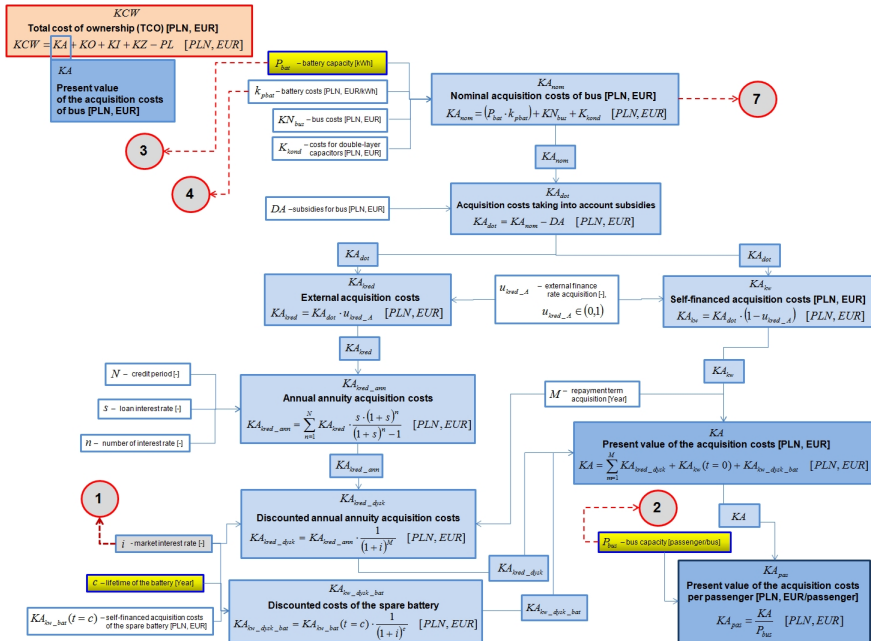 KCW
Total cost of ownership (TCO) [PLN, EUR]
KCW = KA + KO + KI + KZ − PL [PLN, EUR]
KA
Present value
of the acquisition costs
of bus [PLN, EUR]
P_bat – battery capacity [kWh]
k_pbat – battery costs [PLN, EUR/kWh]
KN_bus – bus costs [PLN, EUR]
K_kond – costs for double-layer
capacitors [PLN, EUR]
KA_nom
Nominal acquisition costs of bus [PLN, EUR]
KA_nom = (P_bat · k_pbat) + KN_bus + K_kond [PLN, EUR]
7
3
4
KA_nom
DA – subsidies for bus [PLN, EUR]
KA_dot
Acquisition costs taking into account subsidies
KA_dot = KA_nom − DA [PLN, EUR]
KA_dot
KA_dot
KA_kred
External acquisition costs
KA_kred = KA_dot · u_kred_A [PLN, EUR]
u_kred_A – external finance
rate acquisition [-],
u_kred_A ∈ (0,1)
KA_kw
Self-financed acquisition costs [PLN, EUR]
KA_kw = KA_dot · (1 − u_kred_A) [PLN, EUR]
KA_kred
KA_kw
N – credit period [-]
s – loan interest rate [-]
n – number of interest rate [-]
KA_kred_ann
Annual annuity acquisition costs
KA_kred_ann = ∑_{n=1}^{N} KA_kred · s · (1 + s)^n / ((1 + s)^n − 1) [PLN, EUR]
M – repayment term
acquisition [Year]
KA
Present value of the acquisition costs [PLN, EUR]
KA = ∑_{m=1}^{M} KA_kred_dysk + KA_kw (t = 0) + KA_kw_dysk_bat [PLN, EUR]
KA_kred_ann
1
KA_kred_dysk
Discounted annual annuity acquisition costs
KA_kred_dysk = KA_kred_ann · 1 / (1 + i)^M [PLN, EUR]
2
KA
i – market interest rate [-]
P_bus – bus capacity [passenger/bus]
KA_kred_dysk
c – lifetime of the battery [Year]
KA_kw_bat (t = c) – self-financed acquisition costs
of the spare battery [PLN, EUR]
KA_kw_dysk_bat
Discounted costs of the spare battery
KA_kw_dysk_bat = KA_kw_bat (t = c) · 1 / (1 + i)^t [PLN, EUR]
KA_kw_dysk_bat
KA_pas
Present value of the acquisition costs
per passenger [PLN, EUR/passenger]
KA_pas = KA / P_bus [PLN, EUR]